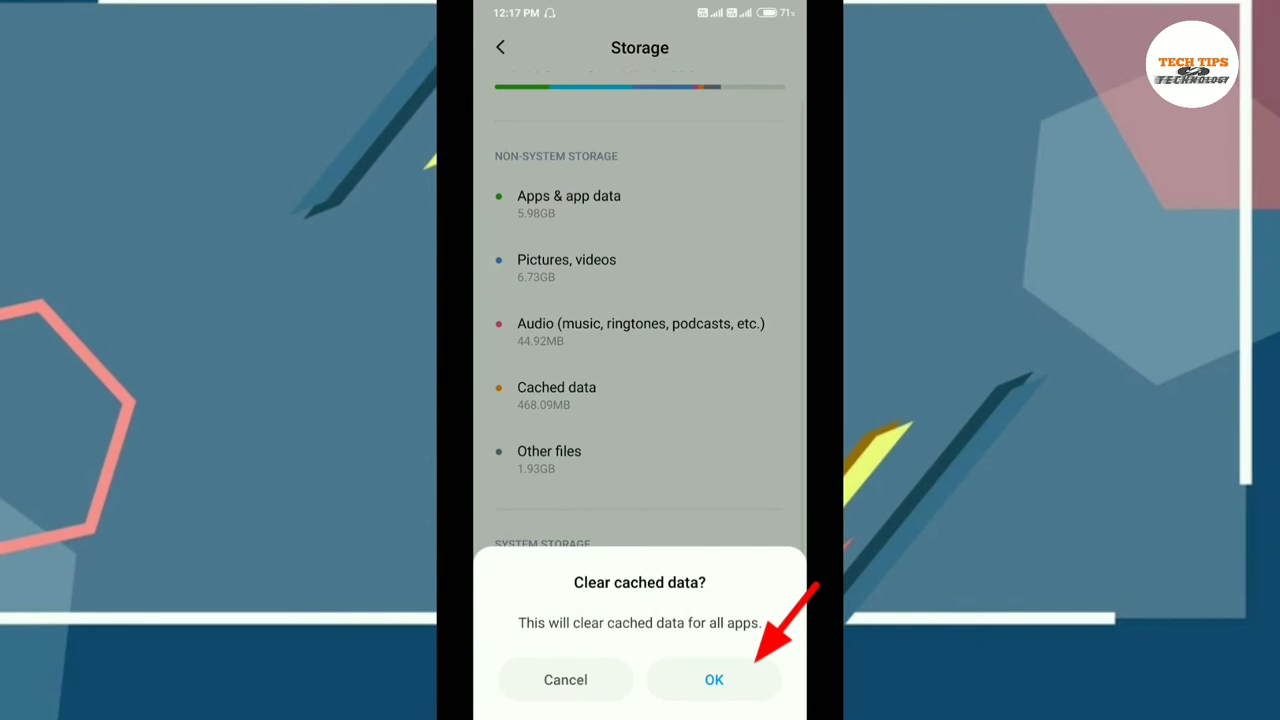 12:17 PM
71%
Storage
NON-SYSTEM STORAGE
Apps & app data
5.98GB
Pictures, videos
6.73GB
Audio (music, ringtones, podcasts, etc.)
44.92MB
Cached data
468.09MB
Other files
1.93GB
SYSTEM STORAGE
Clear cached data?
This will clear cached data for all apps.
Cancel
OK
TECH TIPS
TECHNOLOGY